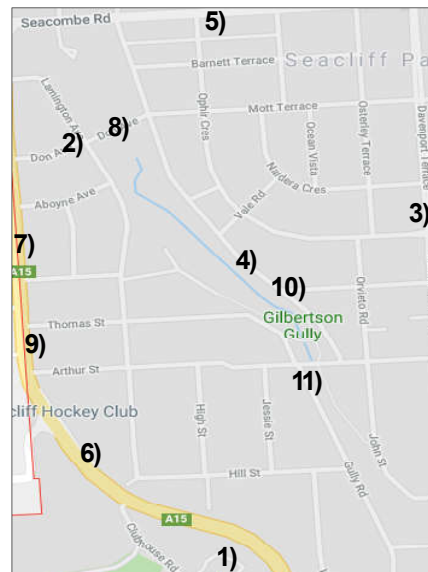 5)
Seacombe Rd
Barnett Terrace
Seacliff Pa
Lamington A
Ophir Cres
Mott Terrace
8)
2)
Don A
Do ve
Ocean Vista
Osterley Terrace
Davenport Terrace
Nardera Cres
Aboyne Ave
Vale Rd
3)
7)
A15
4)
10)
Orvieto Rd
Gilbertson
Gully
Thomas St
9)
Arthur St
11)
cliff Hockey Club
High St
Jessie St
John st
6)
Hill St
Gully Rd
A15
Clubhouse Rd
1)